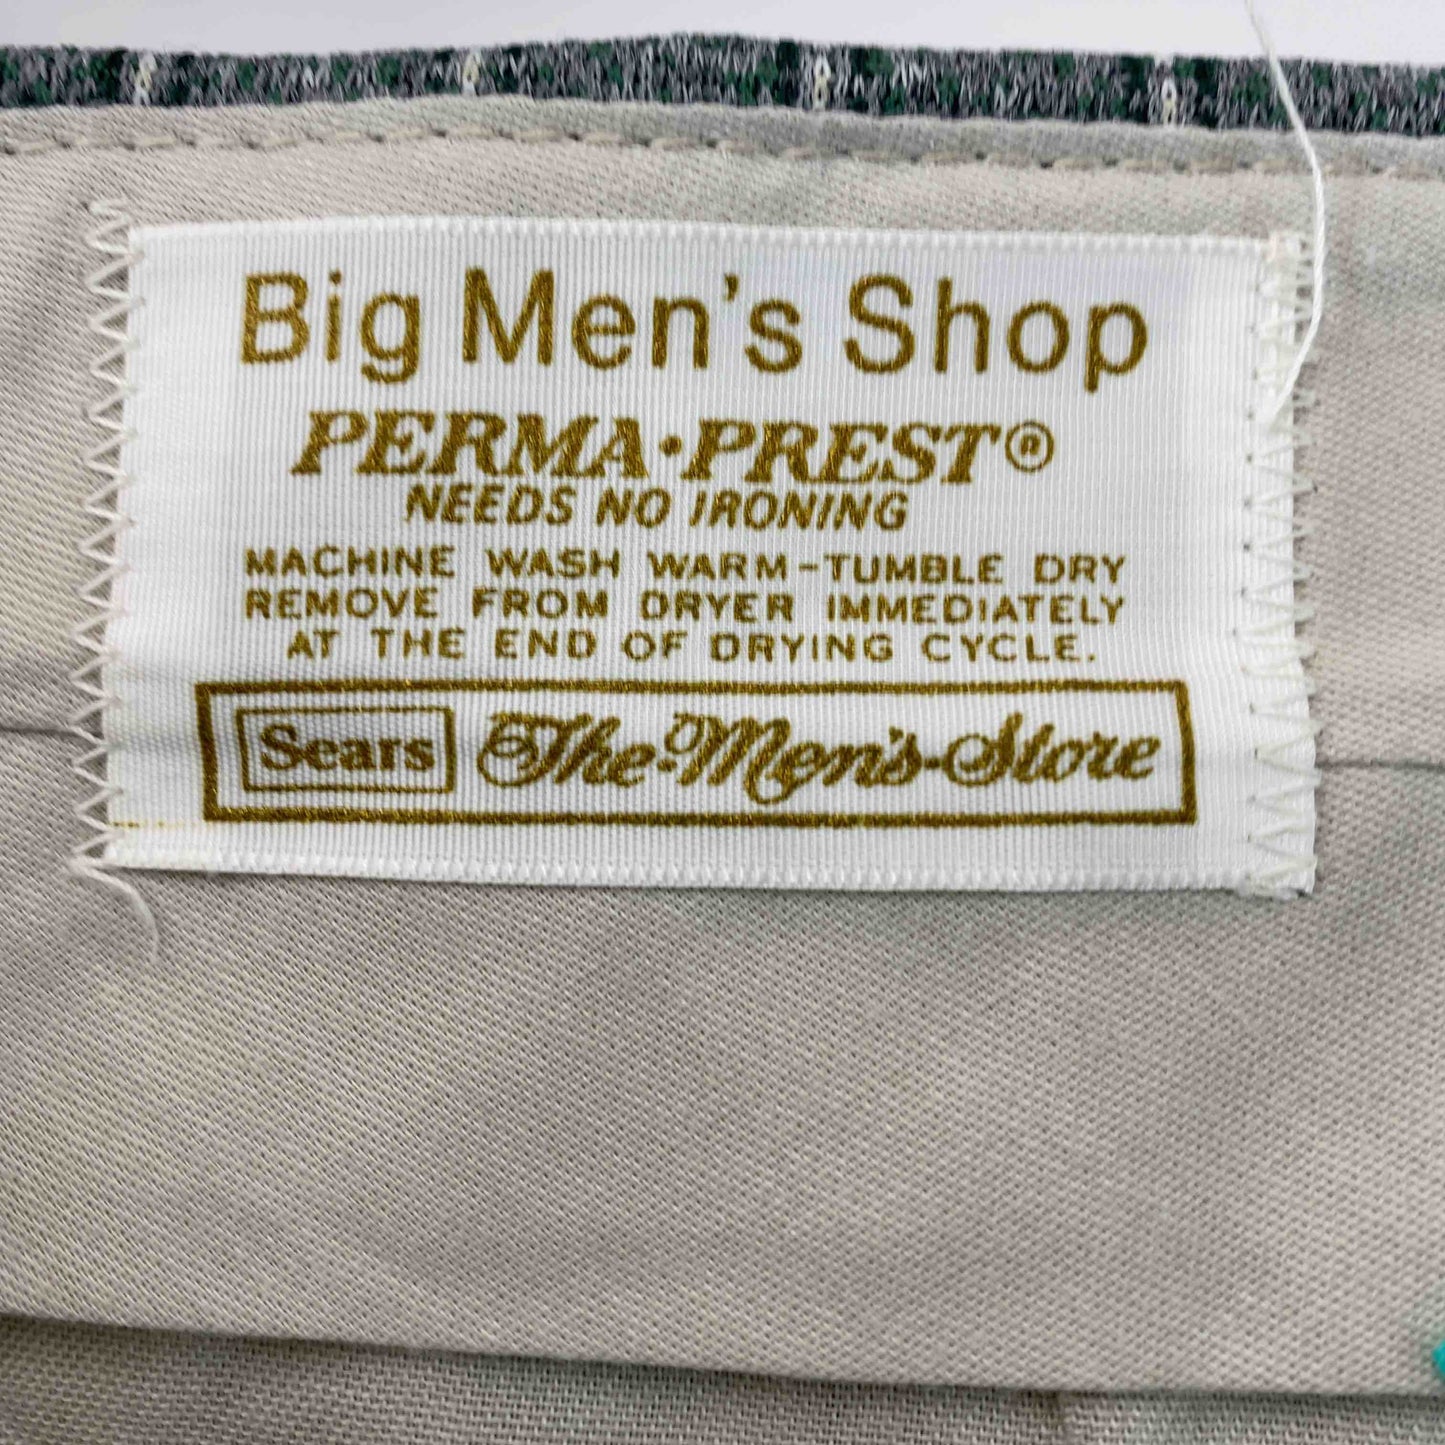 Big Men's Shop
PERMA·PREST®
NEEDS NO IRONING
MACHINE WASH WARM-TUMBLE DRY
REMOVE FROM DRYER IMMEDIATELY
AT THE END OF DRYING CYCLE.
Sears The-Men's-Store